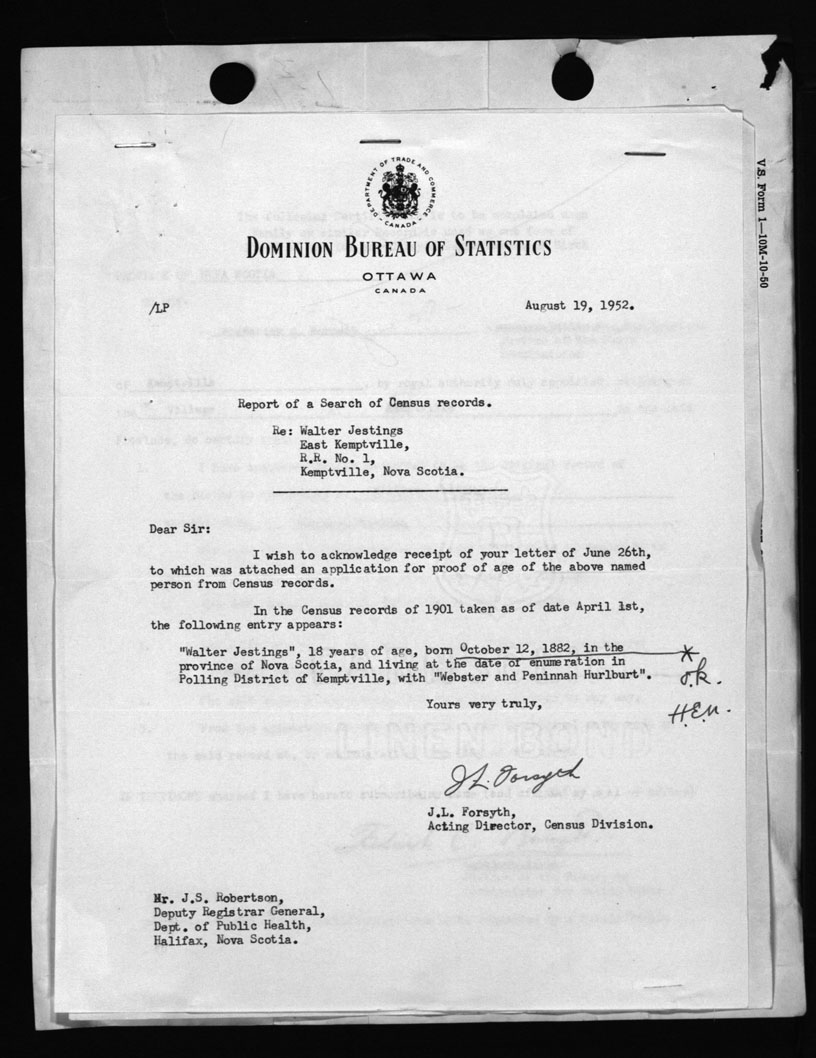 DEPARTMENT OF TRADE AND COMMERCE
CANADA
DOMINION BUREAU OF STATISTICS
OTTAWA
CANADA
V.S. Form 1—10M-10-50
/LP
August 19, 1952.
Report of a Search of Census records.
Re: Walter Jestings
East Kemptville,
R.R. No. 1,
Kemptville, Nova Scotia.
Dear Sir:
I wish to acknowledge receipt of your letter of June 26th,
to which was attached an application for proof of age of the above named
person from Census records.
In the Census records of 1901 taken as of date April 1st,
the following entry appears:
"Walter Jestings", 18 years of age, born October 12, 1882, in the
province of Nova Scotia, and living at the date of enumeration in
Polling District of Kemptville, with "Webster and Peninnah Hurlburt".
o.k.
H.E.M.
Yours very truly,
J.L. Forsyth
J.L. Forsyth,
Acting Director, Census Division.
Mr. J.S. Robertson,
Deputy Registrar General,
Dept. of Public Health,
Halifax, Nova Scotia.